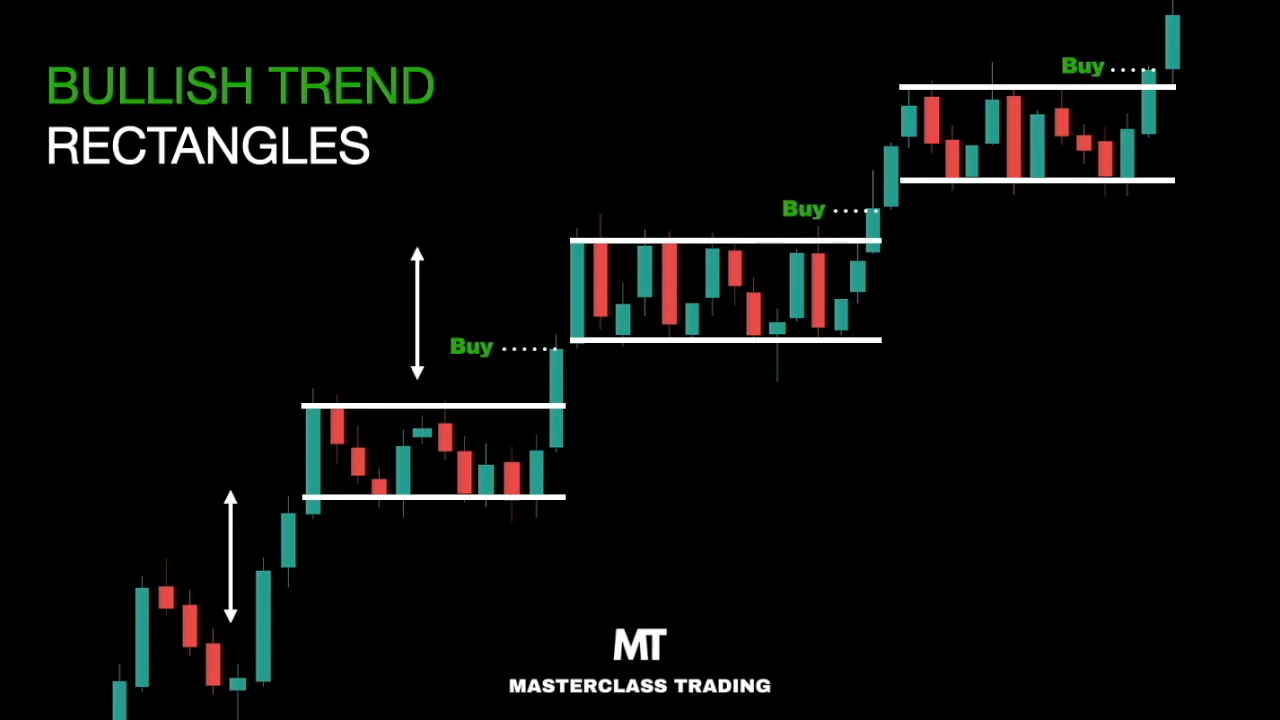 BULLISH TREND
RECTANGLES
Buy
Buy
Buy
MT
MASTERCLASS TRADING